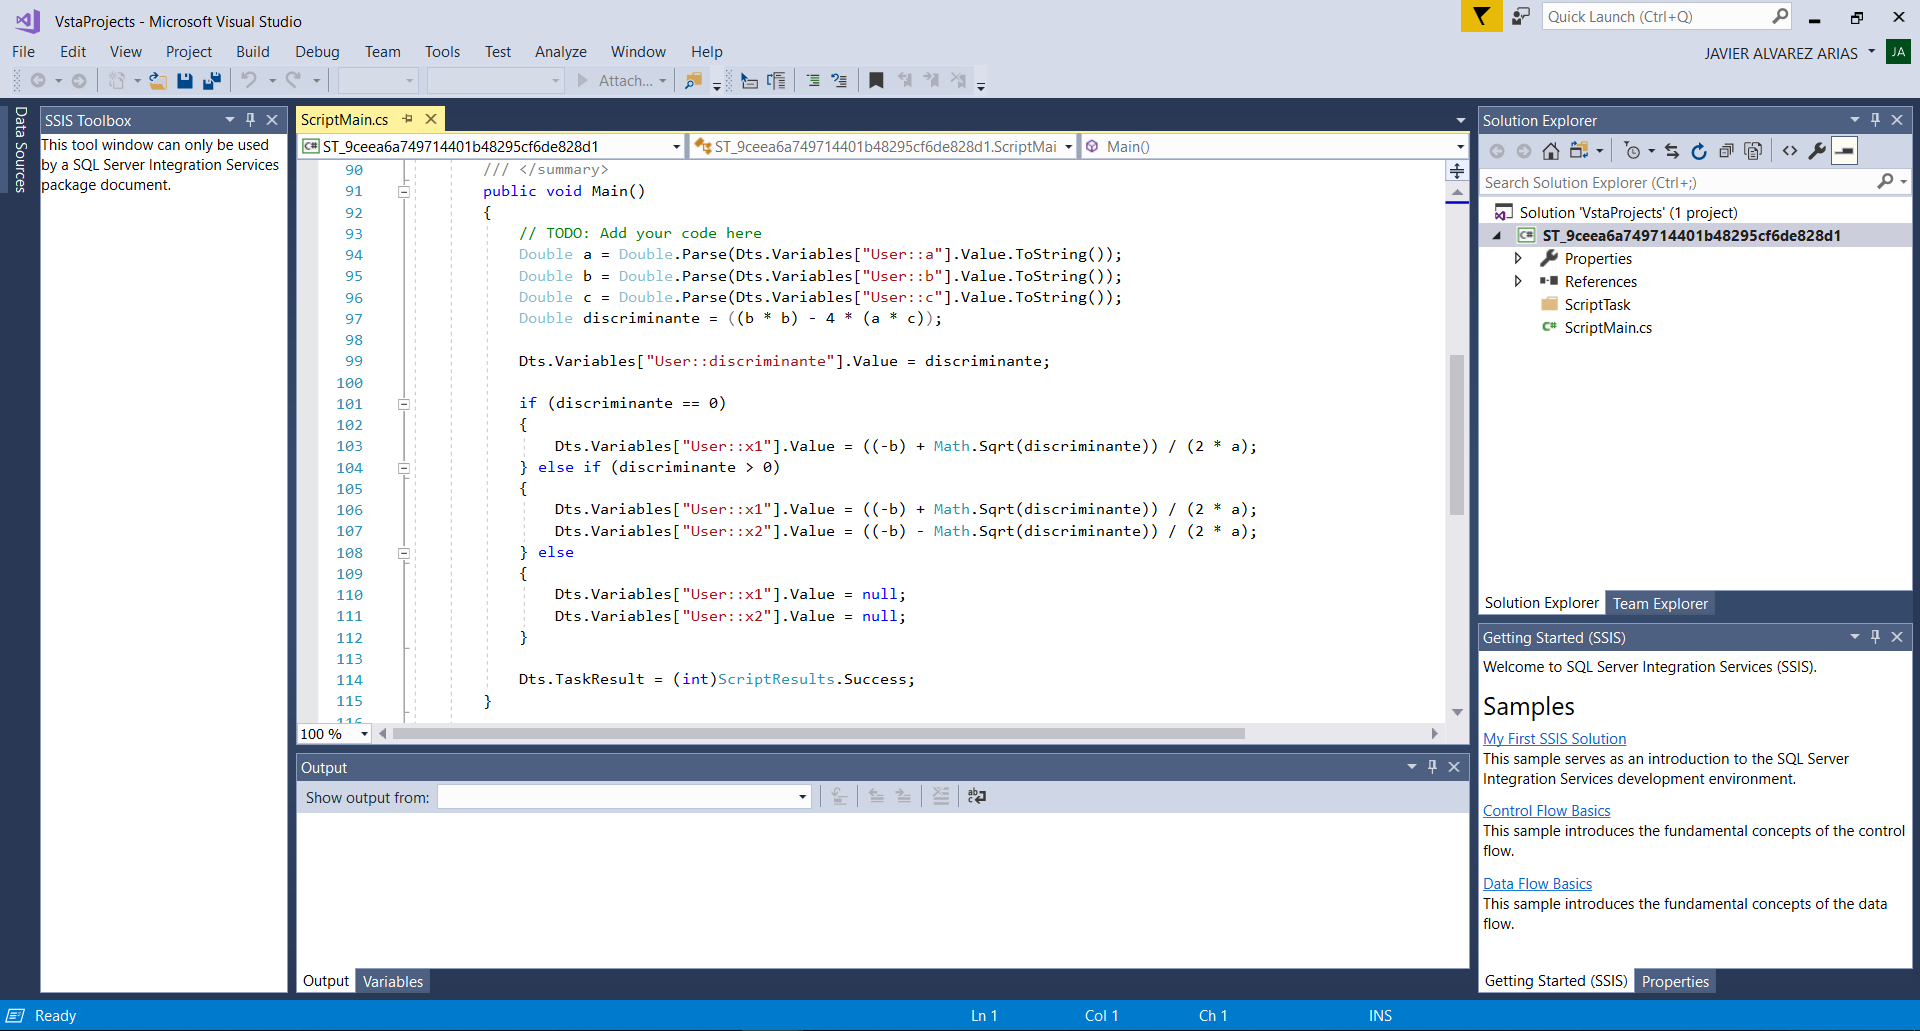 VstaProjects - Microsoft Visual Studio
Quick Launch (Ctrl+Q)
File Edit View Project Build Debug Team Tools Test Analyze Window Help
JAVIER ALVAREZ ARIAS JA
Attach...
Data Sources
SSIS Toolbox
This tool window can only be used
by a SQL Server Integration Services
package document.
ScriptMain.cs
C# ST_9ceea6a749714401b48295cf6de828d1
ST_9ceea6a749714401b48295cf6de828d1.ScriptMai
Main()
90 /// </summary>
91 public void Main()
92 {
93 // TODO: Add your code here
94 Double a = Double.Parse(Dts.Variables["User::a"].Value.ToString());
95 Double b = Double.Parse(Dts.Variables["User::b"].Value.ToString());
96 Double c = Double.Parse(Dts.Variables["User::c"].Value.ToString());
97 Double discriminante = ((b * b) - 4 * (a * c));
98
99 Dts.Variables["User::discriminante"].Value = discriminante;
100
101 if (discriminante == 0)
102 {
103 Dts.Variables["User::x1"].Value = ((-b) + Math.Sqrt(discriminante)) / (2 * a);
104 } else if (discriminante > 0)
105 {
106 Dts.Variables["User::x1"].Value = ((-b) + Math.Sqrt(discriminante)) / (2 * a);
107 Dts.Variables["User::x2"].Value = ((-b) - Math.Sqrt(discriminante)) / (2 * a);
108 } else
109 {
110 Dts.Variables["User::x1"].Value = null;
111 Dts.Variables["User::x2"].Value = null;
112 }
113
114 Dts.TaskResult = (int)ScriptResults.Success;
115 }
116
100 %
Output
Show output from:
Output Variables
Solution Explorer
Search Solution Explorer (Ctrl+;)
Solution 'VstaProjects' (1 project)
C# ST_9ceea6a749714401b48295cf6de828d1
Properties
References
ScriptTask
C# ScriptMain.cs
Solution Explorer Team Explorer
Getting Started (SSIS)
Welcome to SQL Server Integration Services (SSIS).
Samples
My First SSIS Solution
This sample serves as an introduction to the SQL Server
Integration Services development environment.
Control Flow Basics
This sample introduces the fundamental concepts of the control
flow.
Data Flow Basics
This sample introduces the fundamental concepts of the data
flow.
Getting Started (SSIS) Properties
Ready Ln 1 Col 1 Ch 1 INS